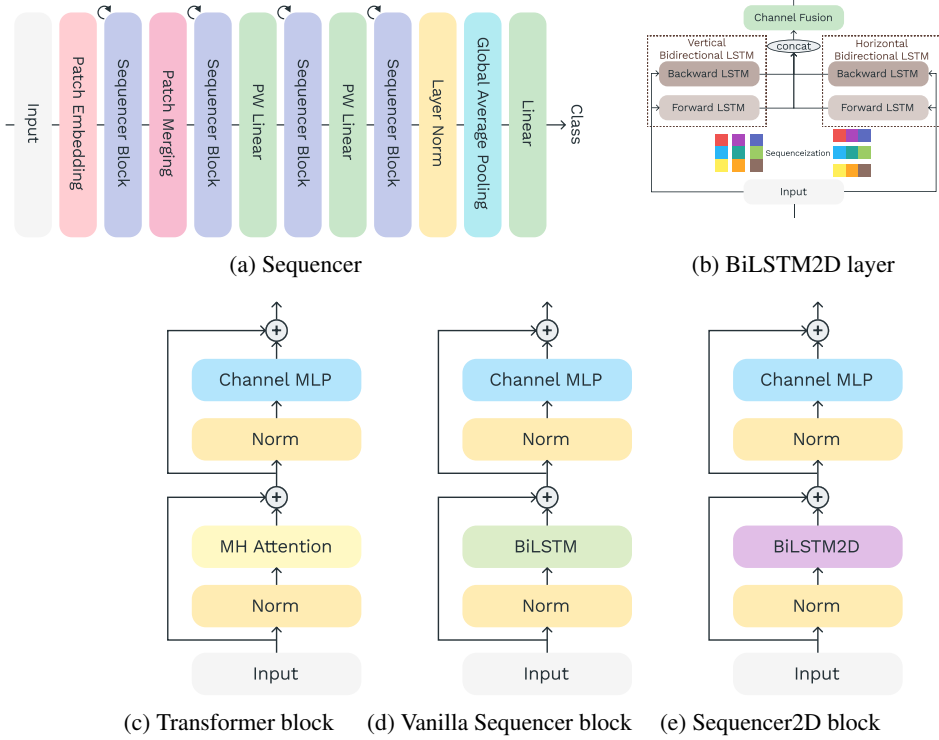 Input
Patch Embedding
Sequencer Block
Patch Merging
Sequencer Block
PW Linear
Sequencer Block
PW Linear
Sequencer Block
Layer Norm
Global Average Pooling
Linear
Class
(a) Sequencer
Channel Fusion
concat
Vertical
Bidirectional LSTM
Backward LSTM
Forward LSTM
Horizontal
Bidirectional LSTM
Backward LSTM
Forward LSTM
Sequenceization
Input
(b) BiLSTM2D layer
+
Channel MLP
Norm
+
MH Attention
Norm
Input
(c) Transformer block
+
Channel MLP
Norm
+
BiLSTM
Norm
Input
(d) Vanilla Sequencer block
+
Channel MLP
Norm
+
BiLSTM2D
Norm
Input
(e) Sequencer2D block